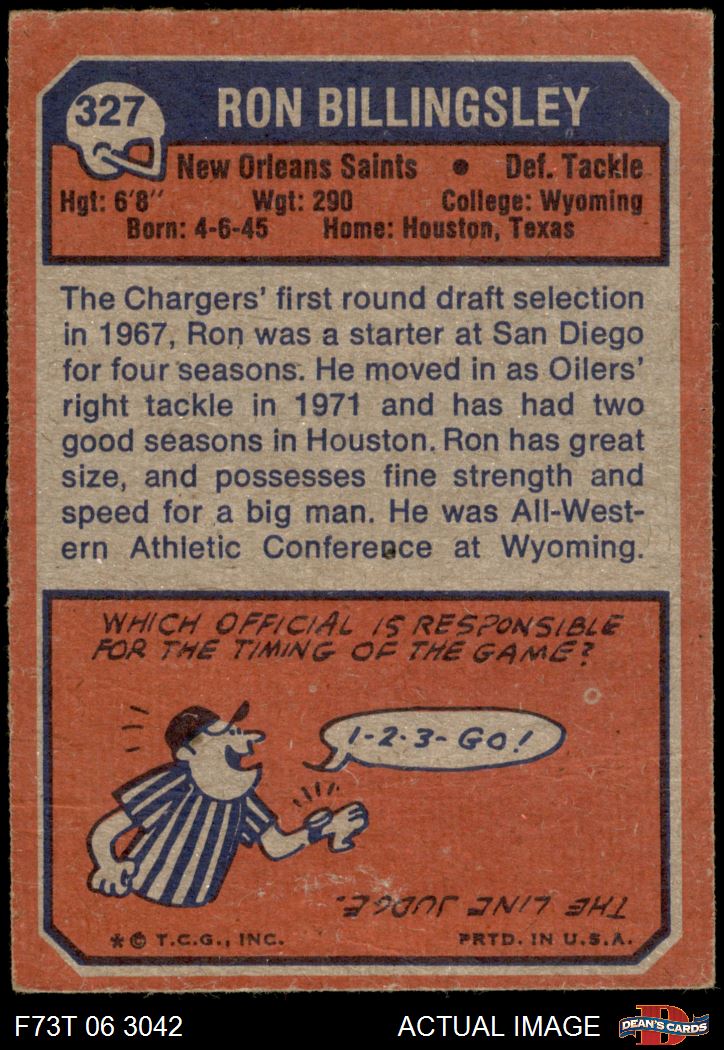 327
RON BILLINGSLEY
New Orleans Saints • Def. Tackle
Hgt: 6'8" Wgt: 290 College: Wyoming
Born: 4-6-45 Home: Houston, Texas
The Chargers' first round draft selection
in 1967, Ron was a starter at San Diego
for four seasons. He moved in as Oilers'
right tackle in 1971 and has had two
good seasons in Houston. Ron has great
size, and possesses fine strength and
speed for a big man. He was All-West-
ern Athletic Conference at Wyoming.
WHICH OFFICIAL IS RESPONSIBLE
FOR THE TIMING OF THE GAME?
1-2-3-GO!
THE LINE JUDGE.
* © T.C.G., INC. PRTD. IN U.S.A.
F73T 06 3042 ACTUAL IMAGE
D
DEAN'S CARDS